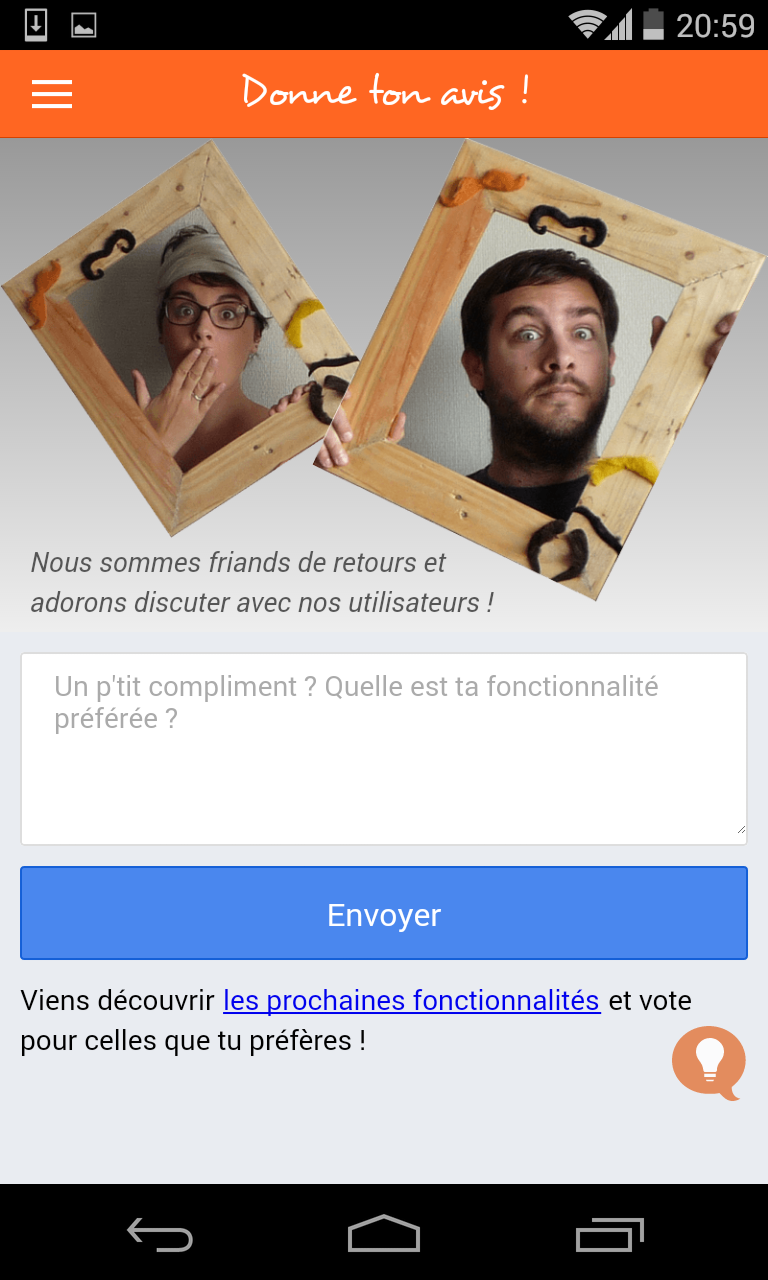 20:59
Donne ton avis !
Nous sommes friands de retours et
adorons discuter avec nos utilisateurs !
Un p'tit compliment ? Quelle est ta fonctionnalité
préférée ?
Envoyer
Viens découvrir les prochaines fonctionnalités et vote
pour celles que tu préfères !